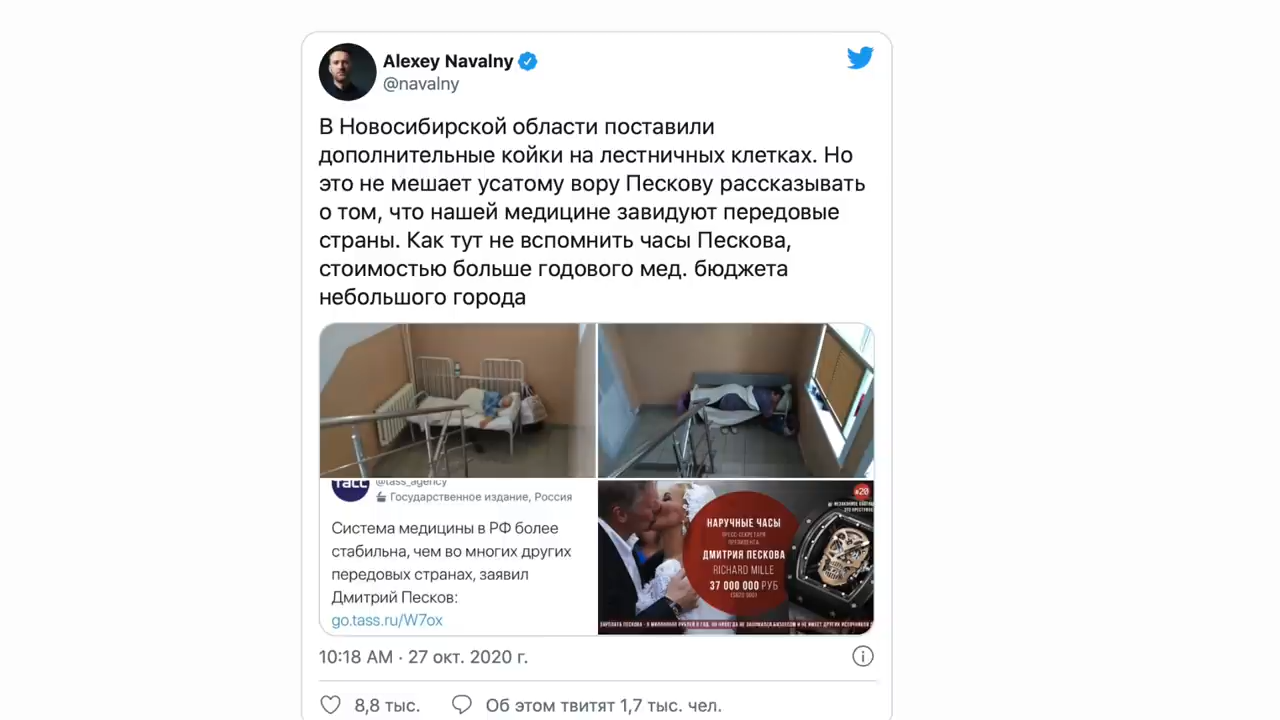 Alexey Navalny
@navalny
В Новосибирской области поставили
дополнительные койки на лестничных клетках. Но
это не мешает усатому вору Пескову рассказывать
о том, что нашей медицине завидуют передовые
страны. Как тут не вспомнить часы Пескова,
стоимостью больше годового мед. бюджета
небольшого города
ТАСС
@tass_agency
Государственное издание, Россия
Система медицины в РФ более
стабильна, чем во многих других
передовых странах, заявил
Дмитрий Песков:
go.tass.ru/W7ox
#20
НАРУЧНЫЕ ЧАСЫ
ПРЕСС-СЕКРЕТАРЯ
ПРЕЗИДЕНТА
ДМИТРИЯ ПЕСКОВА
RICHARD MILLE
37 000 000 РУБ
10:18 AM · 27 окт. 2020 г.
8,8 тыс.
Об этом твитят 1,7 тыс. чел.